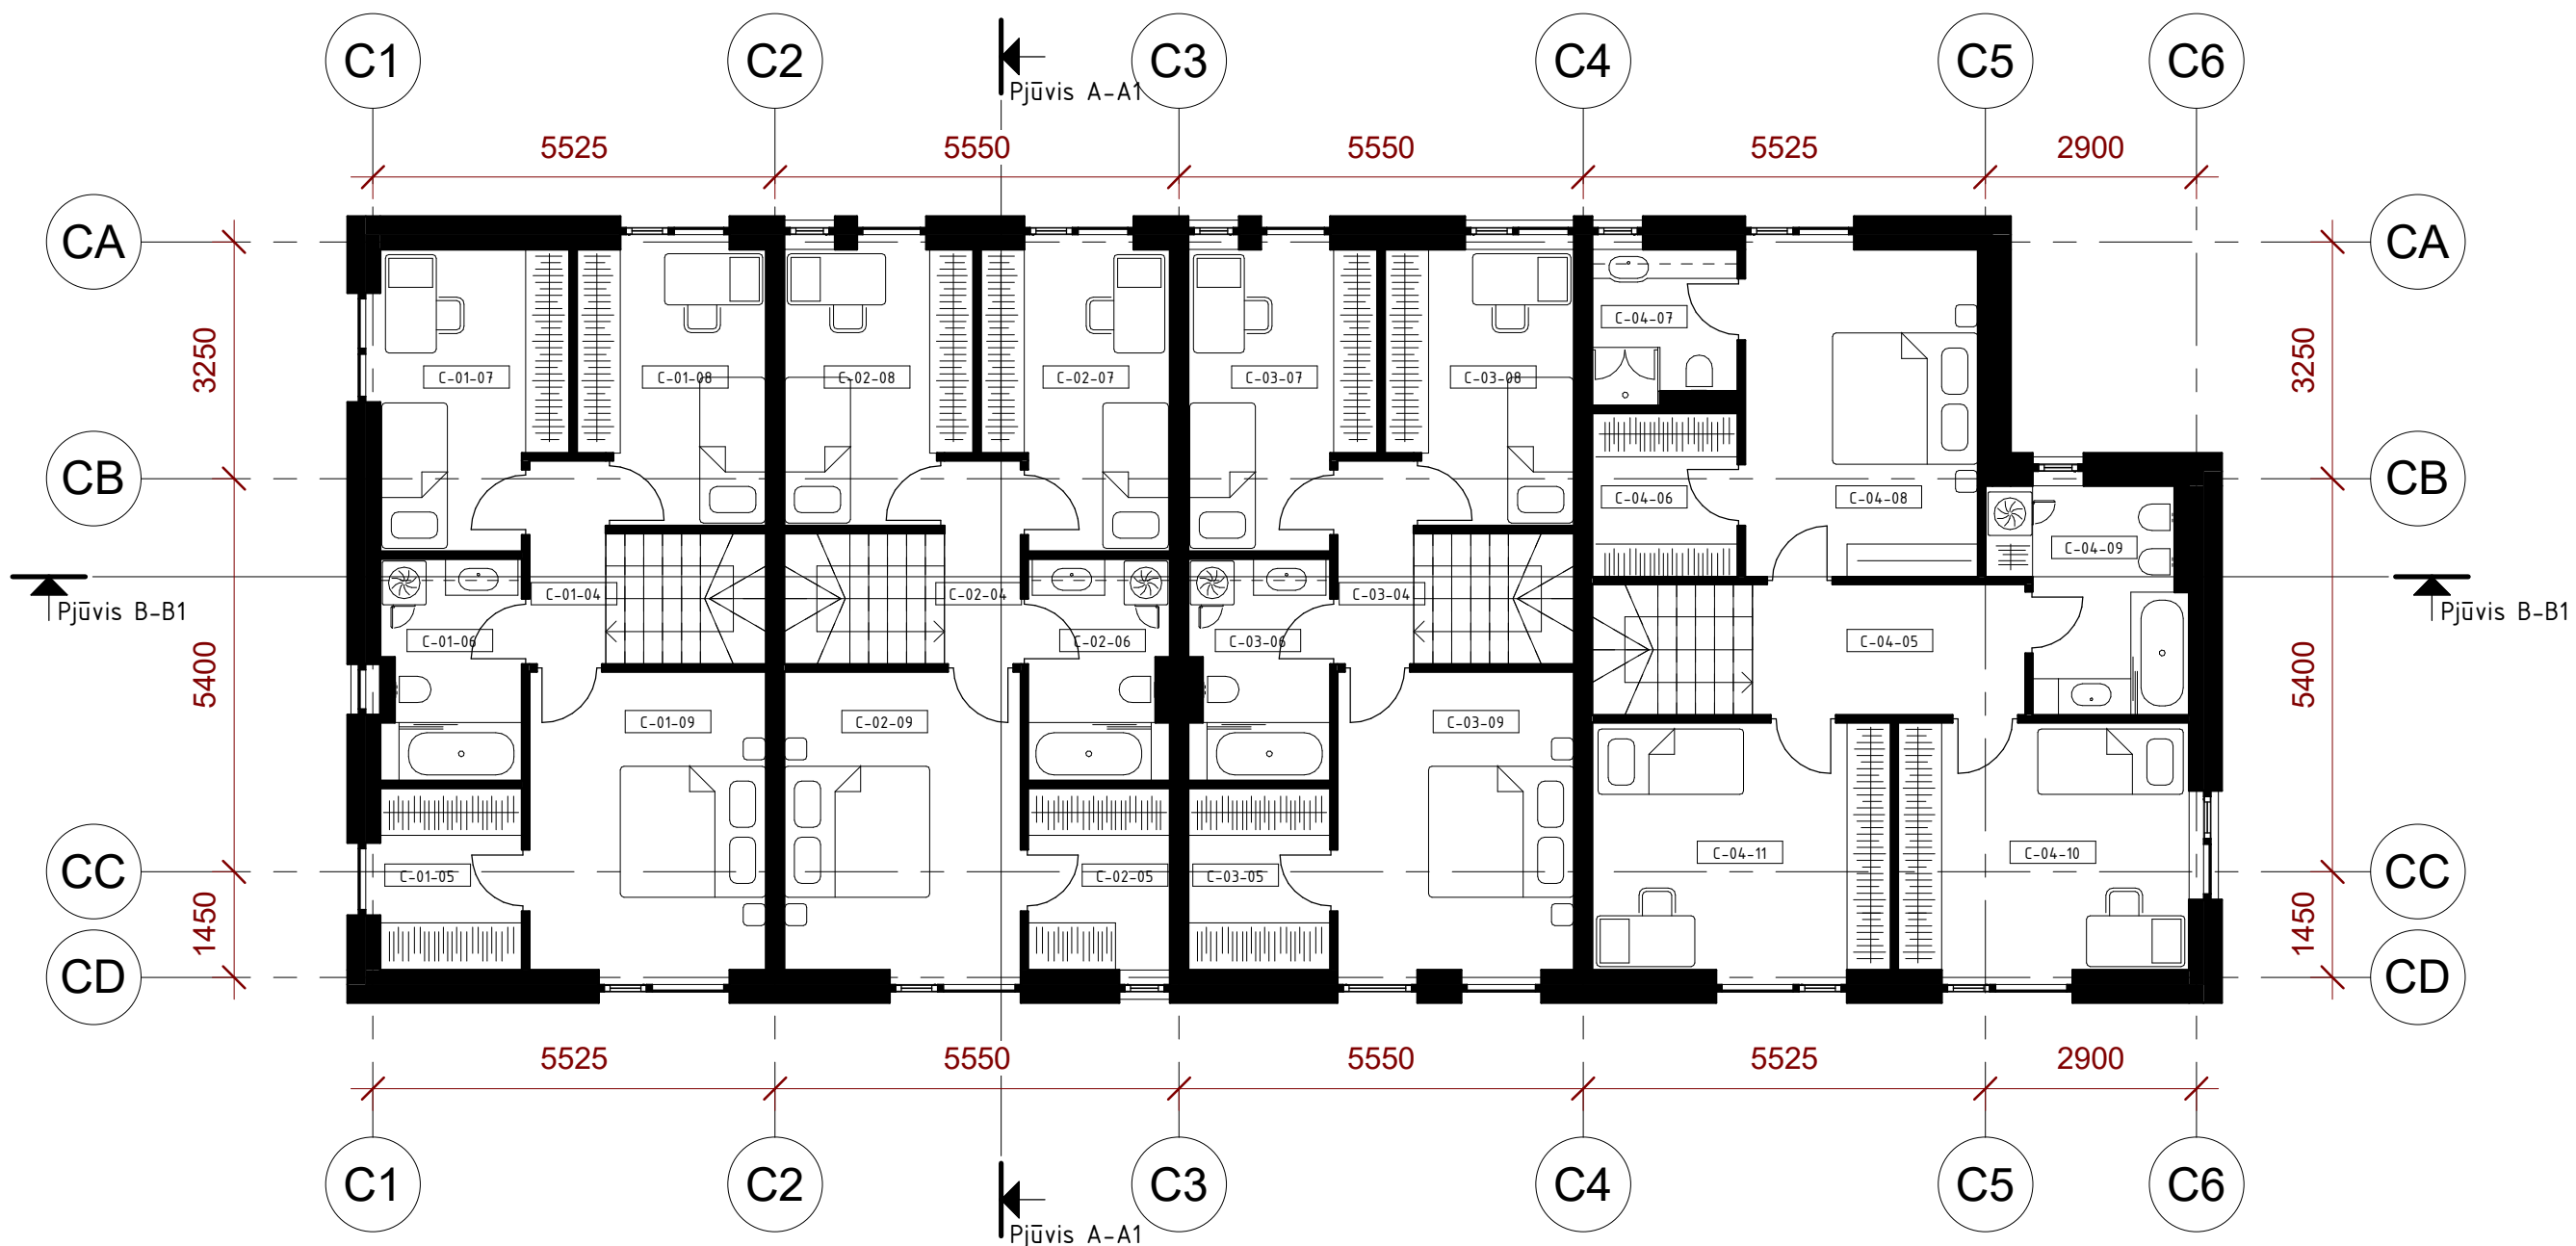 C1 C2 C3 C4 C5 C6
Pjūvis A-A1
5525 5550 5550 5525 2900
CA CA
3250 3250
C-04-07
C-01-07 C-01-08 C-02-08 C-02-07 C-03-07 C-03-08
CB CB
C-04-06 C-04-08
C-04-09
C-01-04 C-02-04 C-03-04
Pjūvis B-B1 Pjūvis B-B1
C-01-06 C-02-06 C-03-06 C-04-05
5400 5400
C-01-09 C-02-09 C-03-09
C-04-11 C-04-10
CC CC
C-01-05 C-02-05 C-03-05
1450 1450
CD CD
5525 5550 5550 5525 2900
C1 C2 C3 C4 C5 C6
Pjūvis A-A1